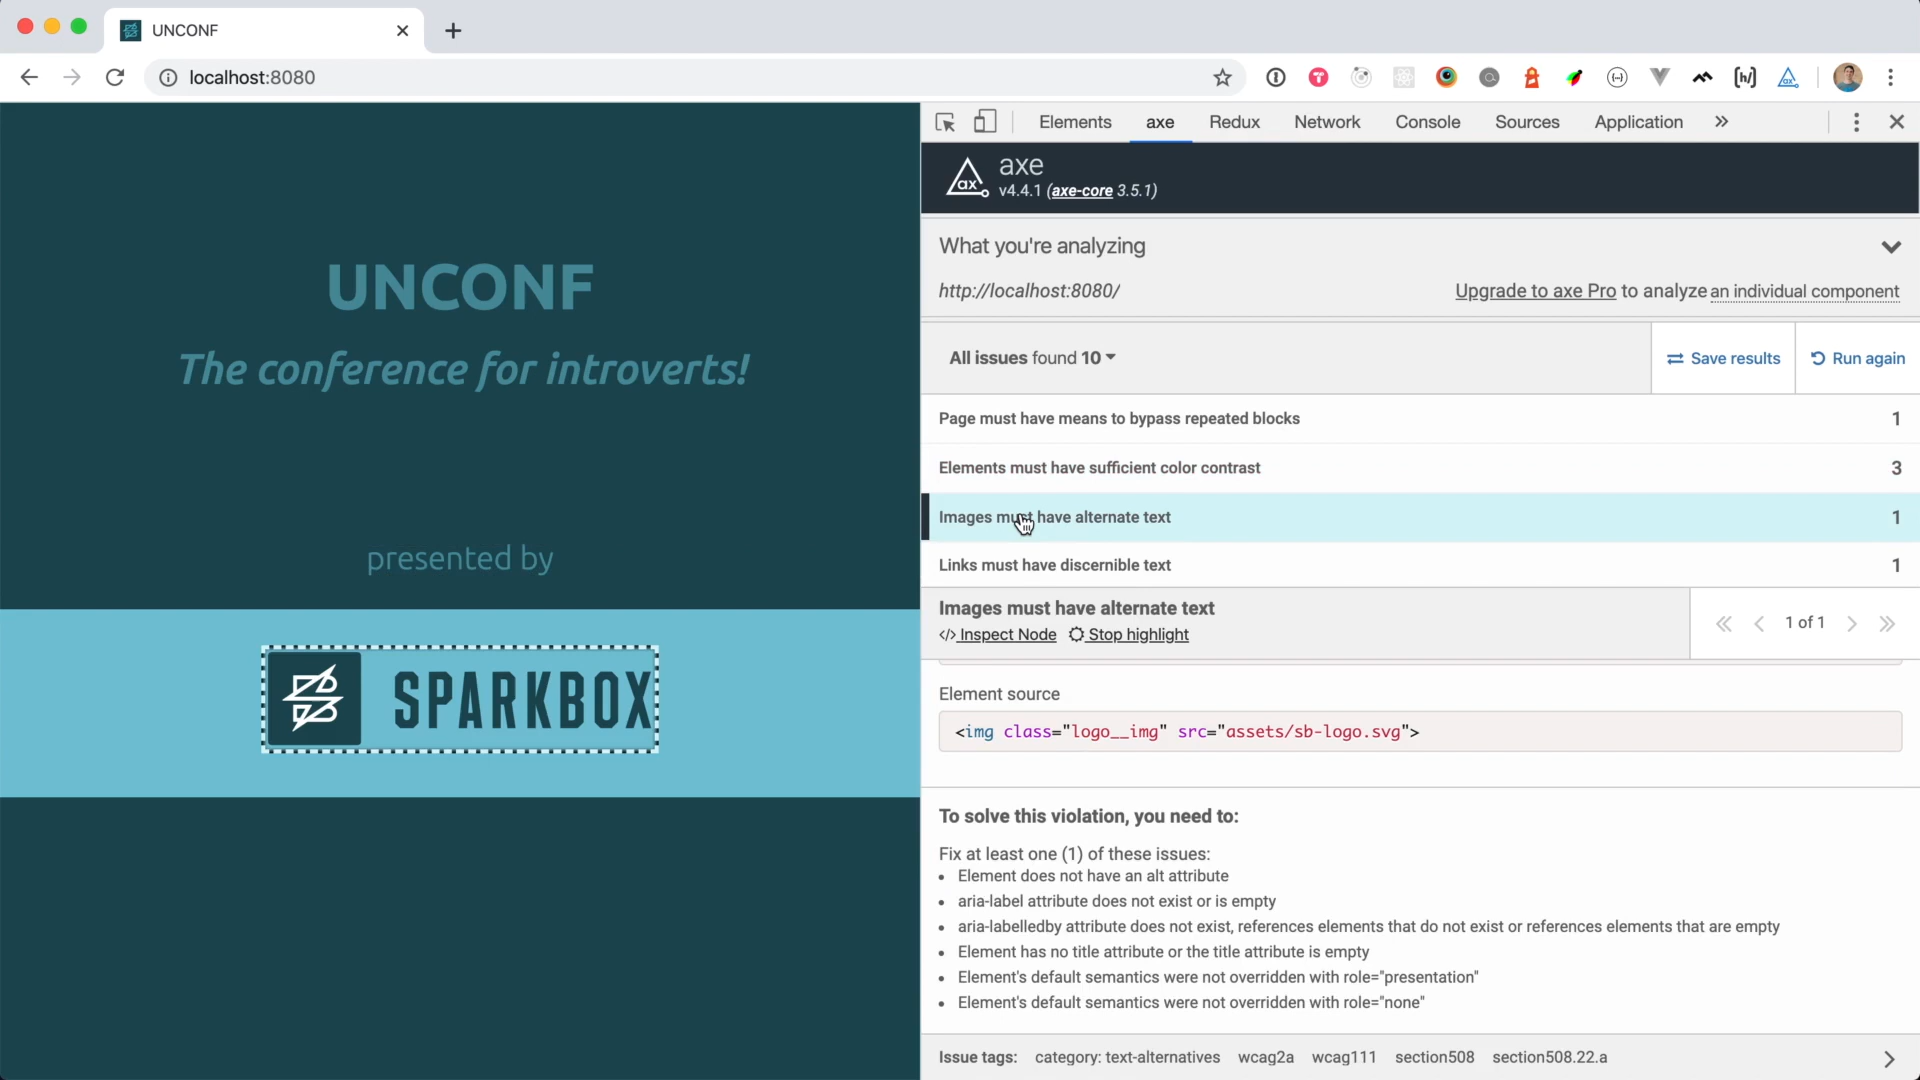 UNCONF
localhost:8080
Elements
axe
Redux
Network
Console
Sources
Application
UNCONF
The conference for introverts!
presented by
SPARKBOX
ax
axe
v4.4.1 (axe-core 3.5.1)
What you're analyzing
http://localhost:8080/
Upgrade to axe Pro to analyze an individual component
All issues found 10
Save results
Run again
Page must have means to bypass repeated blocks 1
Elements must have sufficient color contrast 3
Images must have alternate text 1
Links must have discernible text 1
Images must have alternate text
</> Inspect Node Stop highlight
1 of 1
Element source
<img class="logo__img" src="assets/sb-logo.svg">
To solve this violation, you need to:
Fix at least one (1) of these issues:
• Element does not have an alt attribute
• aria-label attribute does not exist or is empty
• aria-labelledby attribute does not exist, references elements that do not exist or references elements that are empty
• Element has no title attribute or the title attribute is empty
• Element's default semantics were not overridden with role="presentation"
• Element's default semantics were not overridden with role="none"
Issue tags: category: text-alternatives wcag2a wcag111 section508 section508.22.a